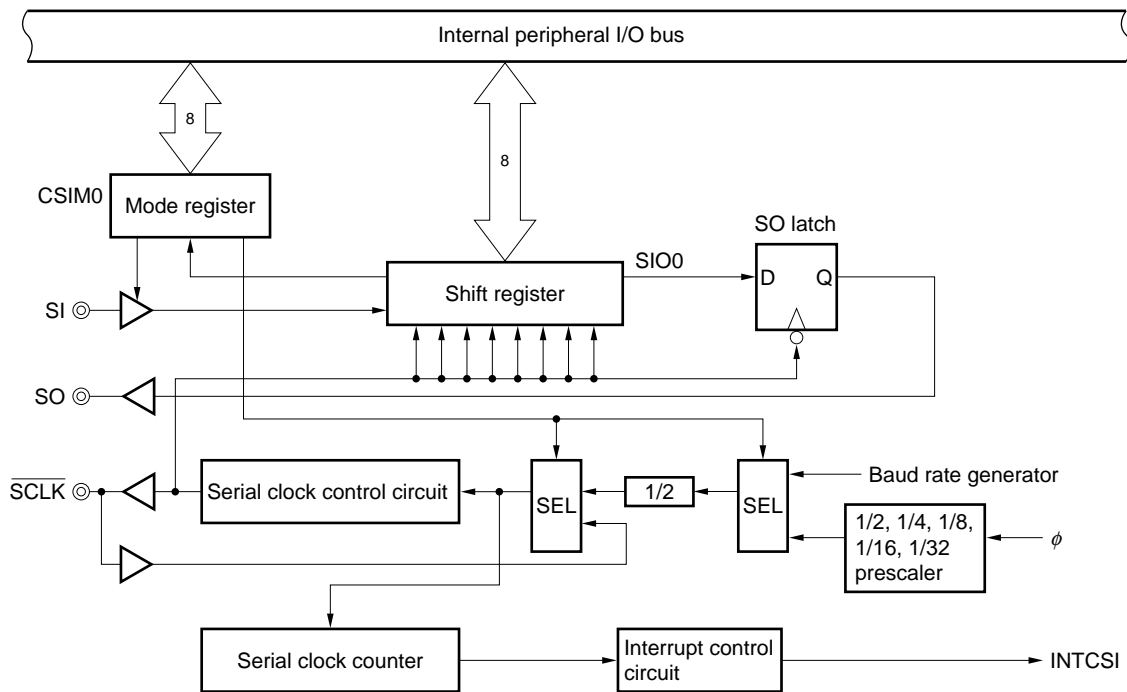 Internal peripheral I/O bus
8
8
CSIM0
Mode register
SO latch
SIO0
D
Q
Shift register
SI
SO
SCLK
Serial clock control circuit
SEL
1/2
SEL
Baud rate generator
1/2, 1/4, 1/8,
1/16, 1/32
prescaler
ϕ
Serial clock counter
Interrupt control
circuit
INTCSI